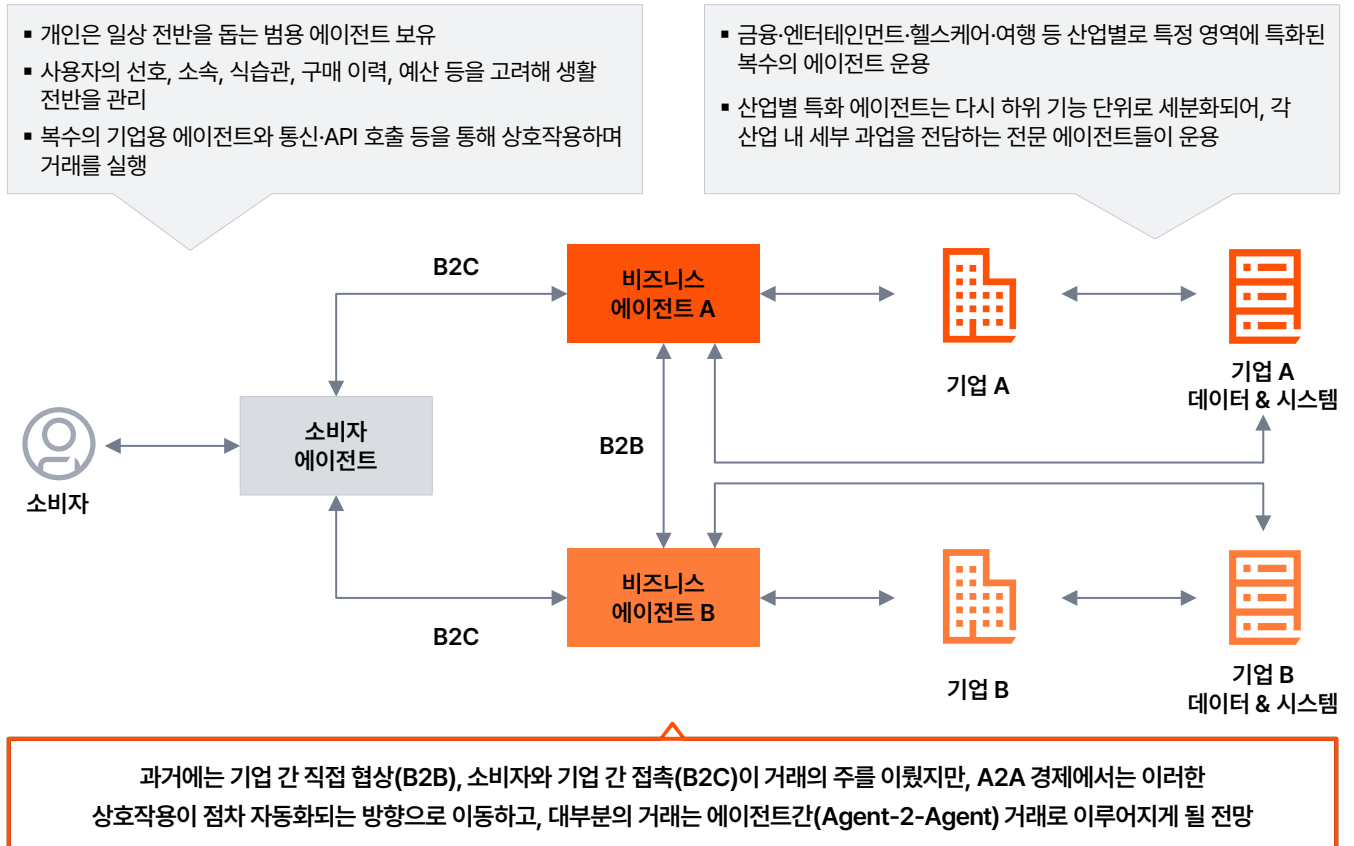 ▪ 개인은 일상 전반을 돕는 범용 에이전트 보유
▪ 사용자의 선호, 소속, 식습관, 구매 이력, 예산 등을 고려해 생활
전반을 관리
▪ 복수의 기업용 에이전트와 통신·API 호출 등을 통해 상호작용하며
거래를 실행
▪ 금융·엔터테인먼트·헬스케어·여행 등 산업별로 특정 영역에 특화된
복수의 에이전트 운용
▪ 산업별 특화 에이전트는 다시 하위 기능 단위로 세분화되어, 각
산업 내 세부 과업을 전담하는 전문 에이전트들이 운용
B2C
비즈니스
에이전트 A
기업 A
기업 A
데이터 & 시스템
소비자
소비자
에이전트
B2B
B2C
비즈니스
에이전트 B
기업 B
기업 B
데이터 & 시스템
과거에는 기업 간 직접 협상(B2B), 소비자와 기업 간 접촉(B2C)이 거래의 주를 이뤘지만, A2A 경제에서는 이러한
상호작용이 점차 자동화되는 방향으로 이동하고, 대부분의 거래는 에이전트간(Agent-2-Agent) 거래로 이루어지게 될 전망